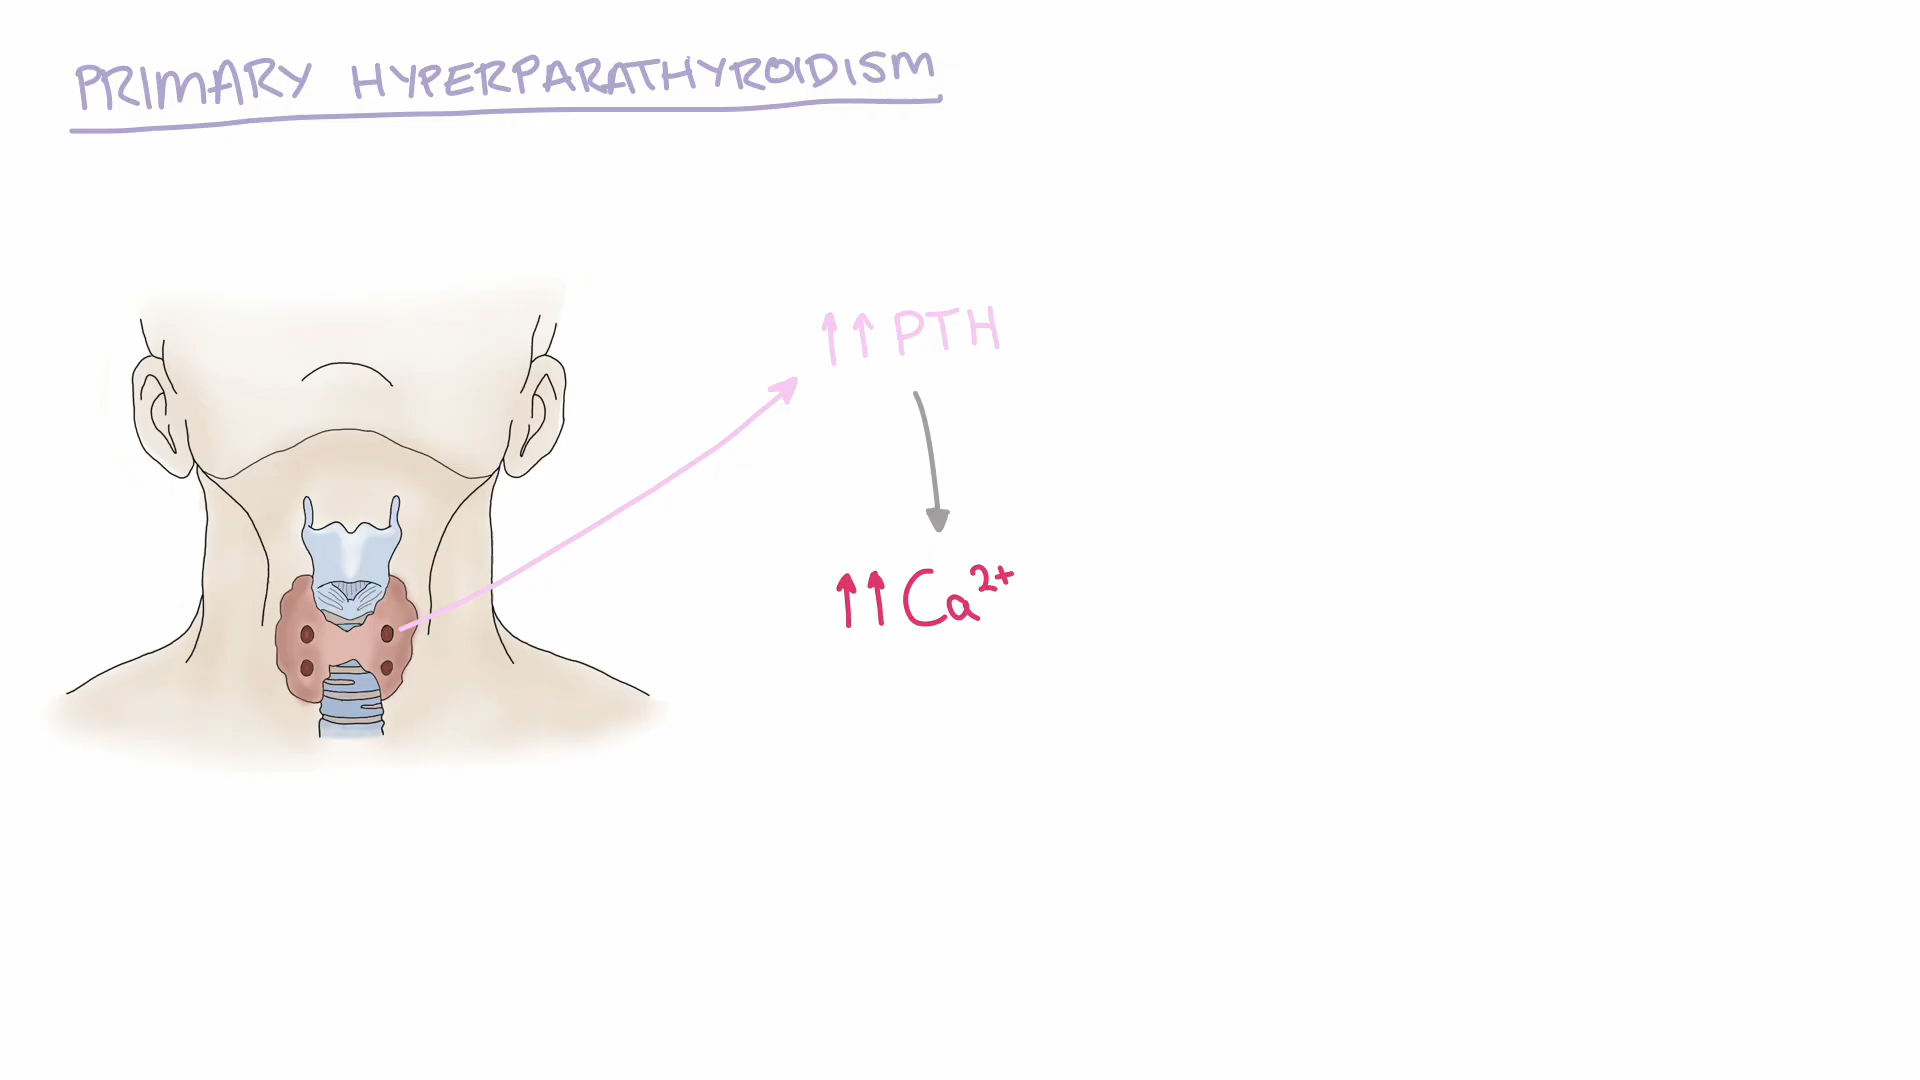 PRIMARY HYPERPARATHYROIDISM
↑↑ PTH
↑↑ Ca²⁺